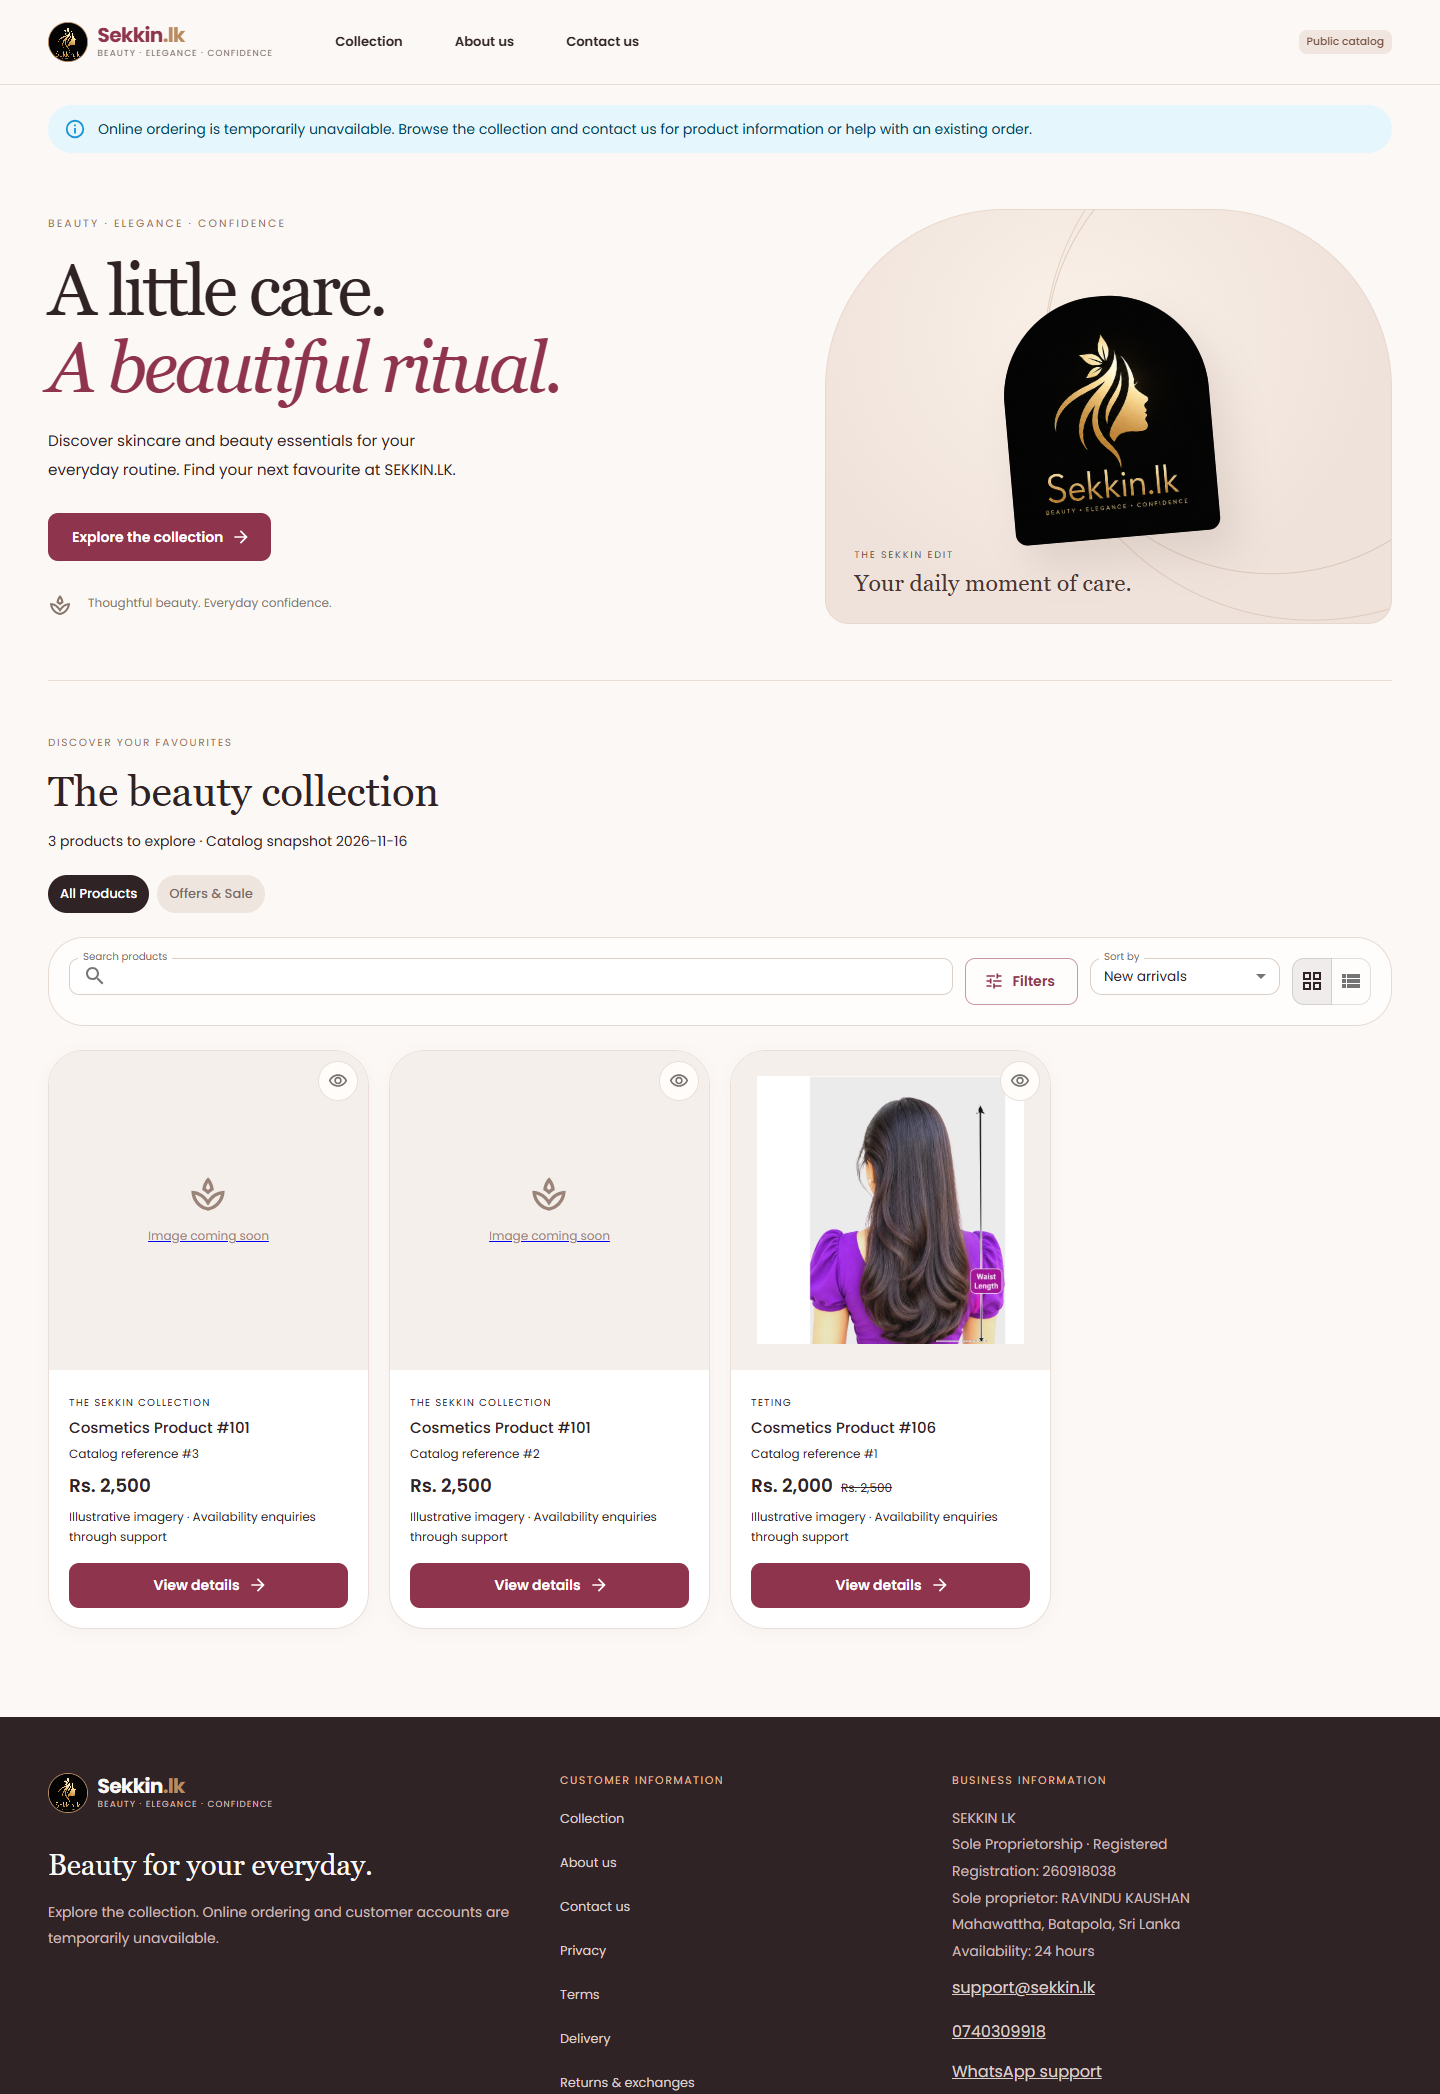 Sekkin.lk
BEAUTY · ELEGANCE · CONFIDENCE
Collection
About us
Contact us
Public catalog
Online ordering is temporarily unavailable. Browse the collection and contact us for product information or help with an existing order.
BEAUTY · ELEGANCE · CONFIDENCE
A little care.
A beautiful ritual.
Discover skincare and beauty essentials for your
everyday routine. Find your next favourite at SEKKIN.LK.
Explore the collection
Thoughtful beauty. Everyday confidence.
Sekkin.lk
BEAUTY • ELEGANCE • CONFIDENCE
THE SEKKIN EDIT
Your daily moment of care.
DISCOVER YOUR FAVOURITES
The beauty collection
3 products to explore · Catalog snapshot 2026-11-16
All Products
Offers & Sale
Search products
Filters
Sort by
New arrivals
Image coming soon
THE SEKKIN COLLECTION
Cosmetics Product #101
Catalog reference #3
Rs. 2,500
Illustrative imagery · Availability enquiries
through support
View details
Image coming soon
THE SEKKIN COLLECTION
Cosmetics Product #101
Catalog reference #2
Rs. 2,500
Illustrative imagery · Availability enquiries
through support
View details
Waist
Length
TETING
Cosmetics Product #106
Catalog reference #1
Rs. 2,000 Rs. 2,500
Illustrative imagery · Availability enquiries
through support
View details
Sekkin.lk
BEAUTY · ELEGANCE · CONFIDENCE
Beauty for your everyday.
Explore the collection. Online ordering and customer accounts are
temporarily unavailable.
CUSTOMER INFORMATION
Collection
About us
Contact us
Privacy
Terms
Delivery
Returns & exchanges
BUSINESS INFORMATION
SEKKIN LK
Sole Proprietorship · Registered
Registration: 260918038
Sole proprietor: RAVINDU KAUSHAN
Mahawattha, Batapola, Sri Lanka
Availability: 24 hours
support@sekkin.lk
0740309918
WhatsApp support